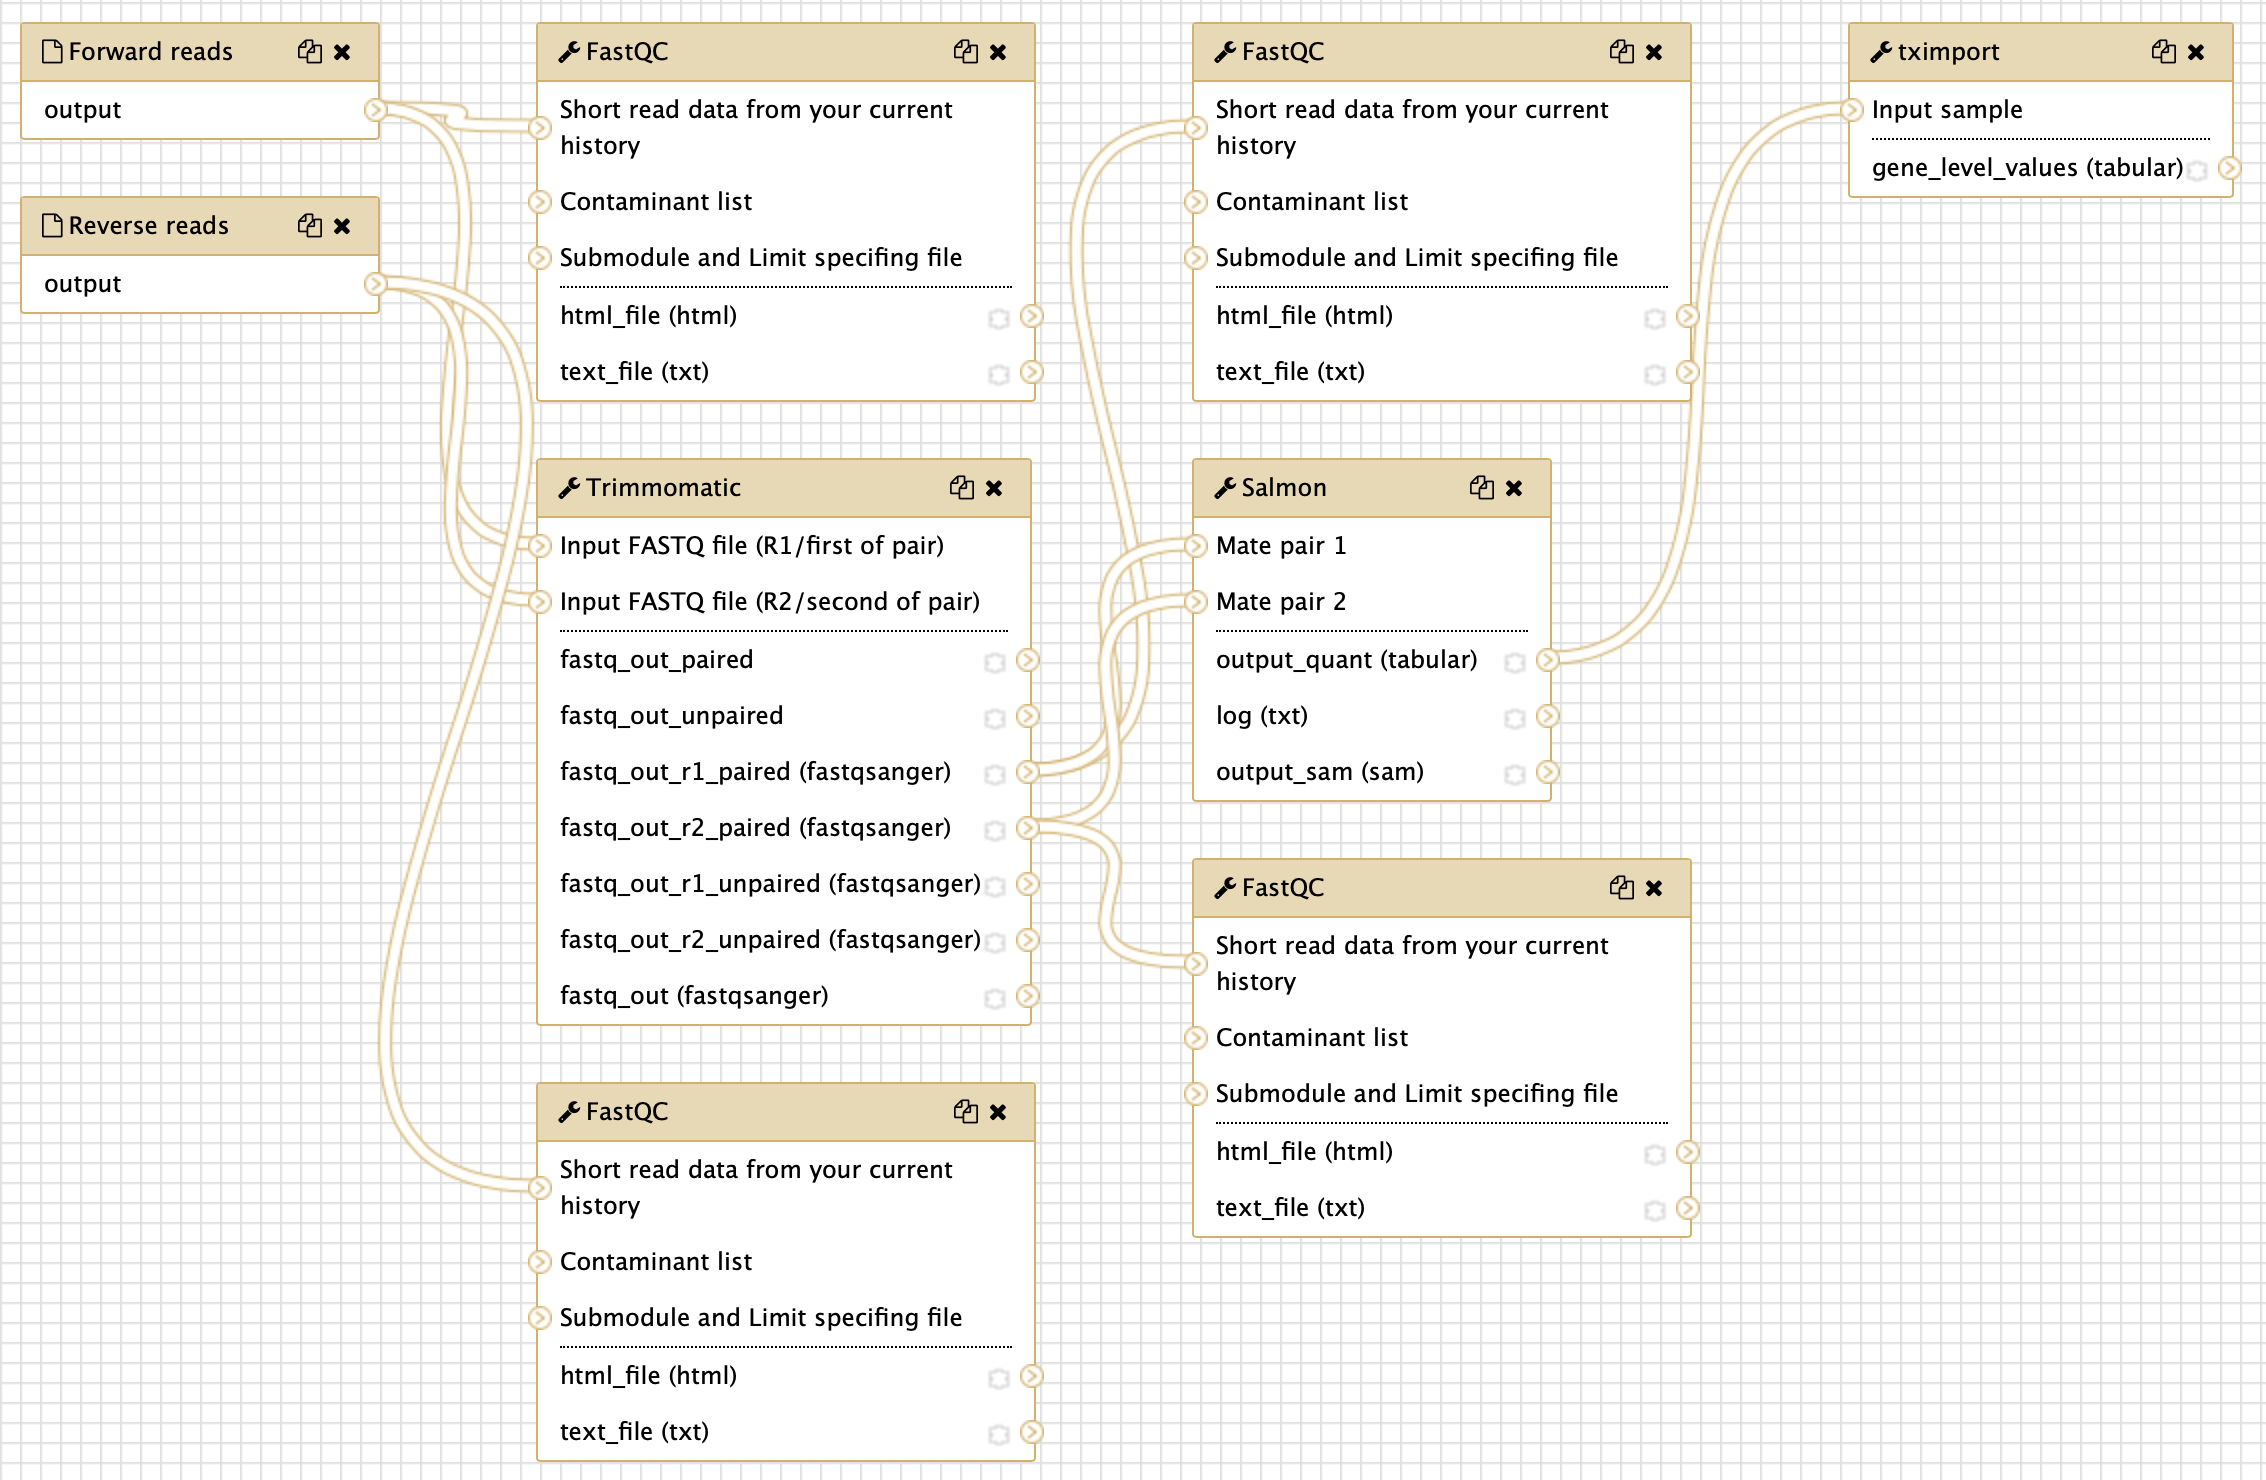 Forward reads
output
Reverse reads
output
FastQC
Short read data from your current
history
Contaminant list
Submodule and Limit specifing file
html_file (html)
text_file (txt)
Trimmomatic
Input FASTQ file (R1/first of pair)
Input FASTQ file (R2/second of pair)
fastq_out_paired
fastq_out_unpaired
fastq_out_r1_paired (fastqsanger)
fastq_out_r2_paired (fastqsanger)
fastq_out_r1_unpaired (fastqsanger)
fastq_out_r2_unpaired (fastqsanger)
fastq_out (fastqsanger)
FastQC
Short read data from your current
history
Contaminant list
Submodule and Limit specifing file
html_file (html)
text_file (txt)
FastQC
Short read data from your current
history
Contaminant list
Submodule and Limit specifing file
html_file (html)
text_file (txt)
Salmon
Mate pair 1
Mate pair 2
output_quant (tabular)
log (txt)
output_sam (sam)
FastQC
Short read data from your current
history
Contaminant list
Submodule and Limit specifing file
html_file (html)
text_file (txt)
tximport
Input sample
gene_level_values (tabular)